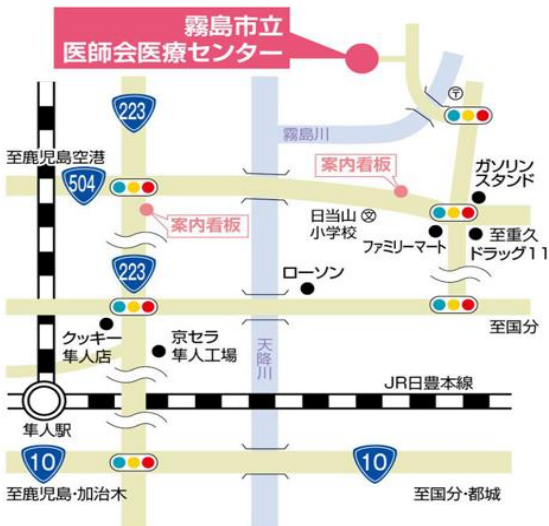 霧島市立
医師会医療センター
223
〒
霧島川
至鹿児島空港
504
案内看板
ガソリン
スタンド
案内看板
日当山
小学校
文
ファミリーマート
至重久
ドラッグ11
223
ローソン
至国分
クッキー
隼人店
京セラ
隼人工場
天降川
JR日豊本線
隼人駅
10
10
至鹿児島・加治木
至国分・都城